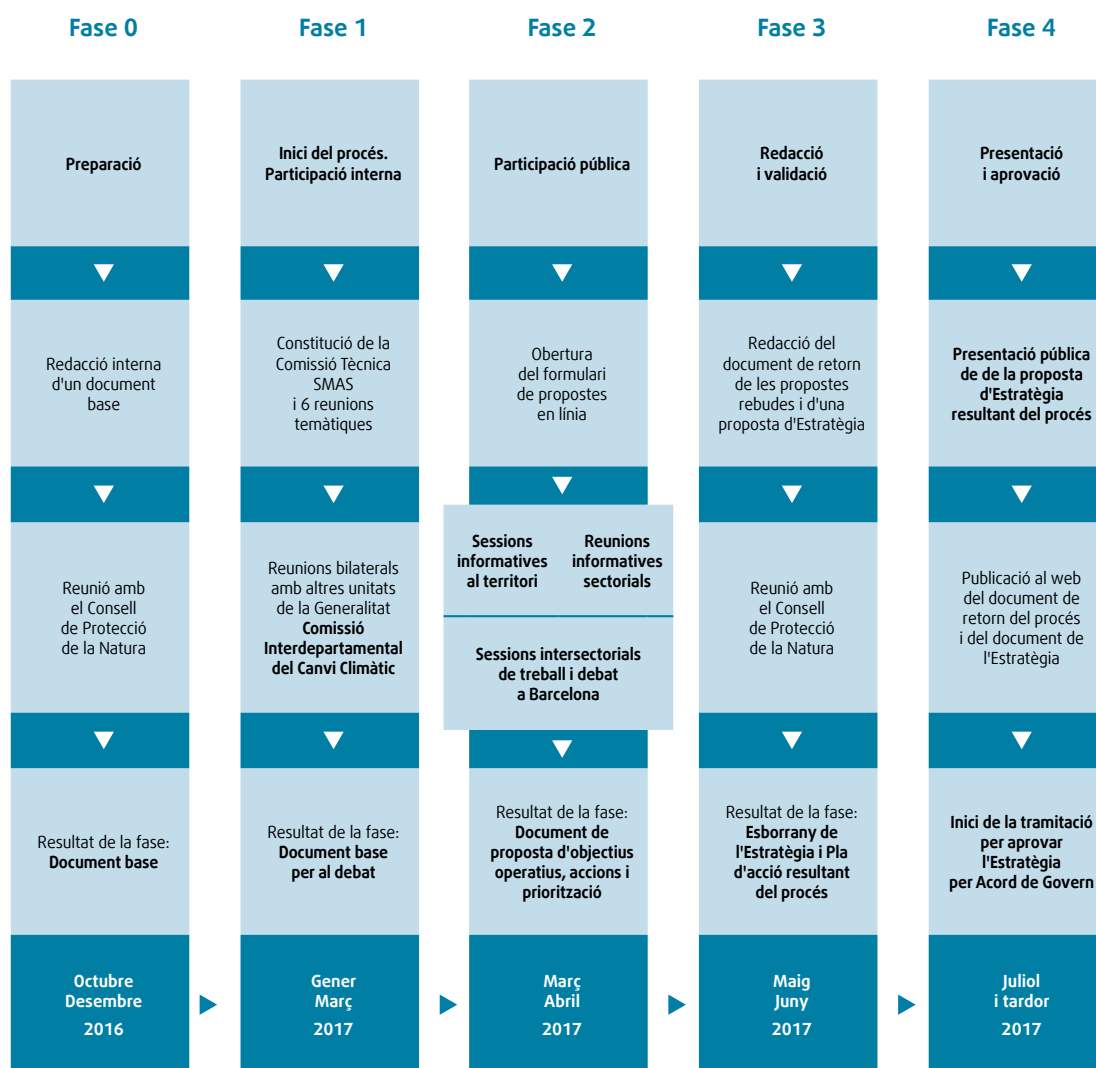 Fase 0
Preparació
Redacció interna
d'un document
base
Reunió amb
el Consell
de Protecció
de la Natura
Resultat de la fase:
Document base
Octubre
Desembre
2016
Fase 1
Inici del procés.
Participació interna
Constitució de la
Comissió Tècnica
SMAS
i 6 reunions
temàtiques
Reunions bilaterals
amb altres unitats
de la Generalitat
Comissió
Interdepartamental
del Canvi Climàtic
Resultat de la fase:
Document base
per al debat
Gener
Març
2017
Fase 2
Participació pública
Obertura
del formulari
de propostes
en línia
Sessions
informatives
al territori
Reunions
informatives
sectorials
Sessions intersectorials
de treball i debat
a Barcelona
Resultat de la fase:
Document de
proposta d'objectius
operatius, accions i
priorització
Març
Abril
2017
Fase 3
Redacció
i validació
Redacció del
document de retorn
de les propostes
rebudes i d'una
proposta d'Estratègia
Reunió amb
el Consell
de Protecció
de la Natura
Resultat de la fase:
Esborrany de
l'Estratègia i Pla
d'acció resultant
del procés
Maig
Juny
2017
Fase 4
Presentació
i aprovació
Presentació pública
de de la proposta
d'Estratègia
resultant del procés
Publicació al web
del document de
retorn del procés
i del document de
l'Estratègia
Inici de la tramitació
per aprovar
l'Estratègia
per Acord de Govern
Juliol
i tardor
2017